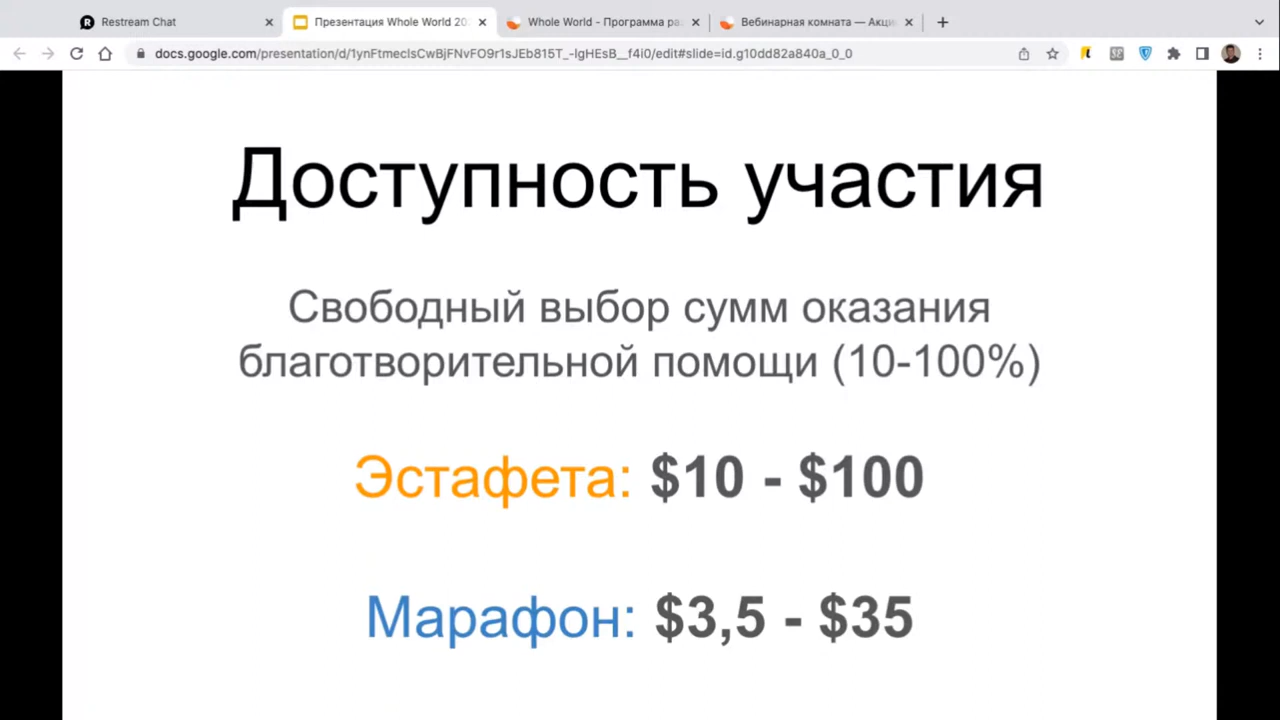 Restream Chat
Презентация Whole World 20
Whole World - Программа ра
Вебинарная комната — Акци
docs.google.com/presentation/d/1ynFtmeclsCwBjFNvFO9r1sJEb815T_-lgHEsB__f4i0/edit#slide=id.g10dd82a840a_0_0
Доступность участия
Свободный выбор сумм оказания
благотворительной помощи (10-100%)
Эстафета: $10 - $100
Марафон: $3,5 - $35